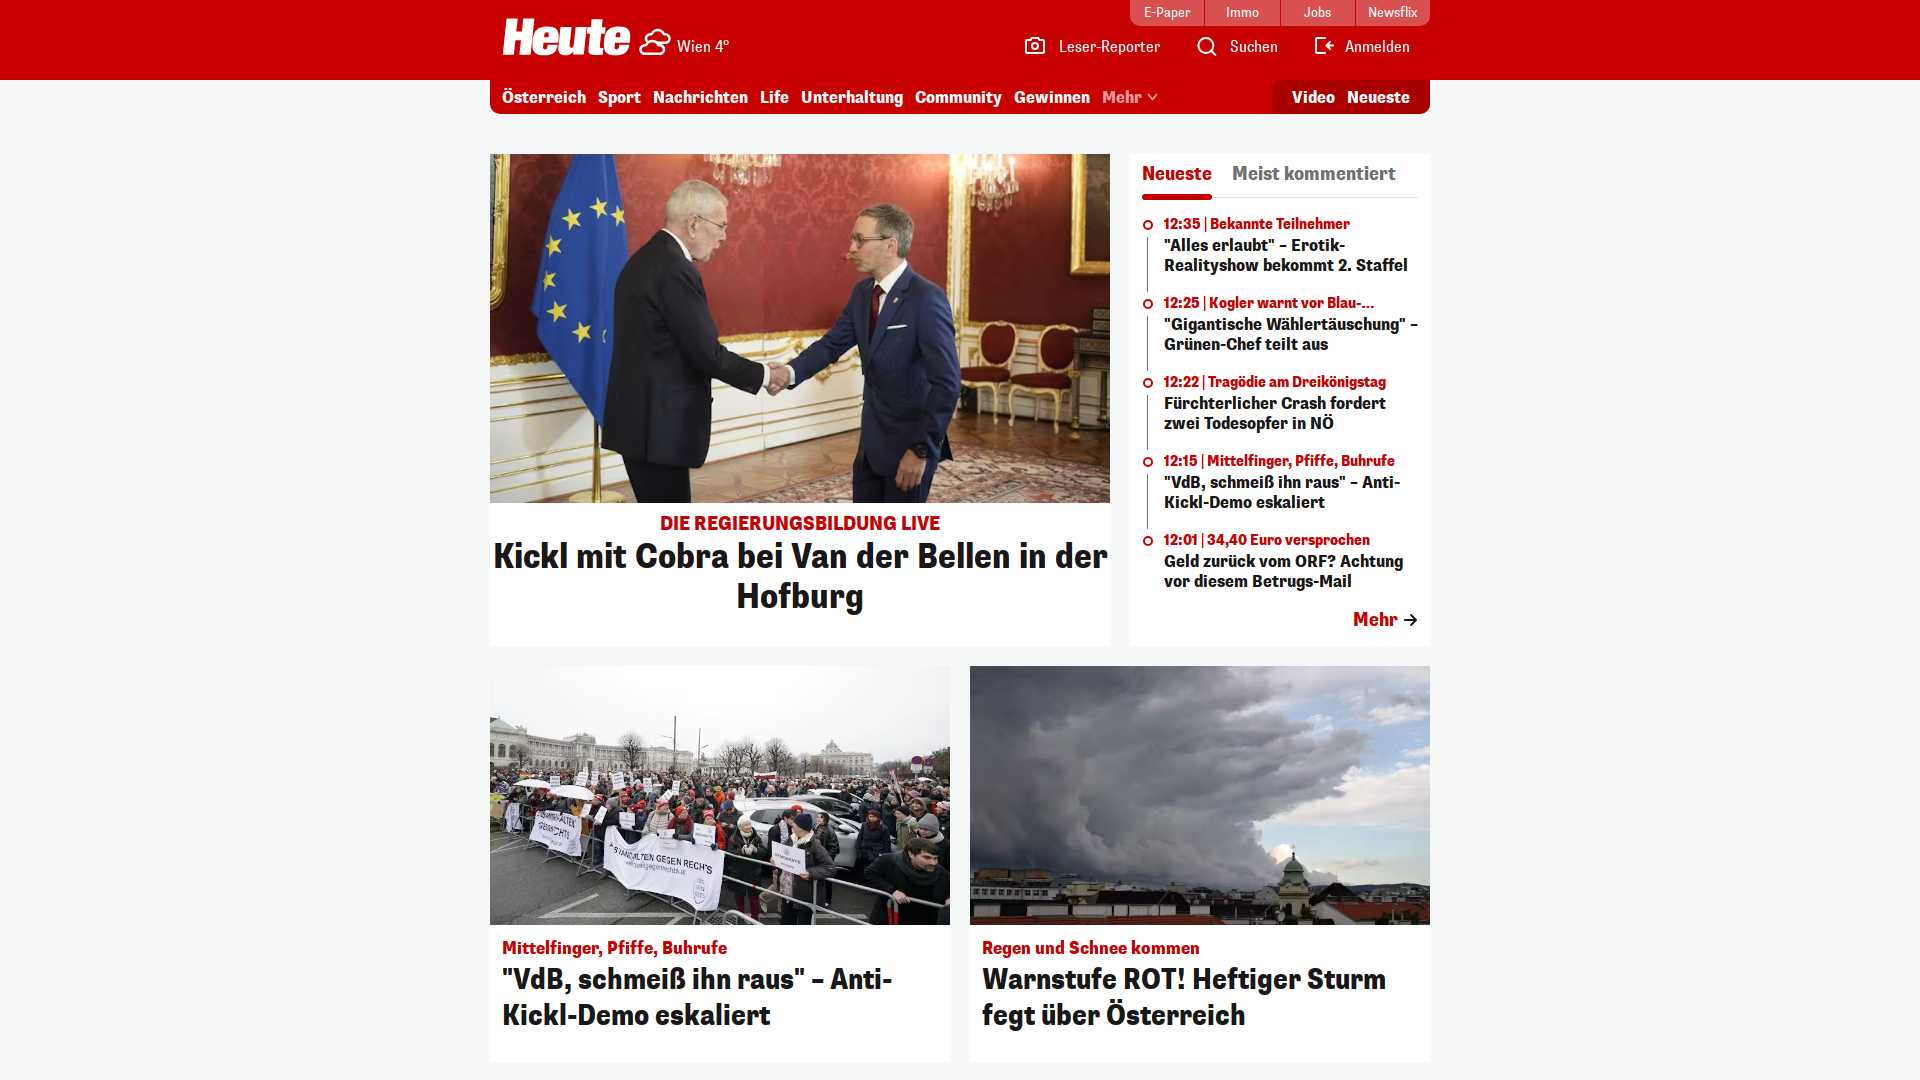 E-Paper
Immo
Jobs
Newsflix
Heute
Wien 4°
Leser-Reporter
Suchen
Anmelden
Österreich
Sport
Nachrichten
Life
Unterhaltung
Community
Gewinnen
Mehr
Video
Neueste
DIE REGIERUNGSBILDUNG LIVE
Kickl mit Cobra bei Van der Bellen in der
Hofburg
Neueste
Meist kommentiert
12:35 | Bekannte Teilnehmer
"Alles erlaubt" – Erotik-
Realityshow bekommt 2. Staffel
12:25 | Kogler warnt vor Blau-...
"Gigantische Wählertäuschung" –
Grünen-Chef teilt aus
12:22 | Tragödie am Dreikönigstag
Fürchterlicher Crash fordert
zwei Todesopfer in NÖ
12:15 | Mittelfinger, Pfiffe, Buhrufe
"VdB, schmeiß ihn raus" – Anti-
Kickl-Demo eskaliert
12:01 | 34,40 Euro versprochen
Geld zurück vom ORF? Achtung
vor diesem Betrugs-Mail
Mehr
GEGEN RECHTS
Mittelfinger, Pfiffe, Buhrufe
"VdB, schmeiß ihn raus" – Anti-
Kickl-Demo eskaliert
Regen und Schnee kommen
Warnstufe ROT! Heftiger Sturm
fegt über Österreich